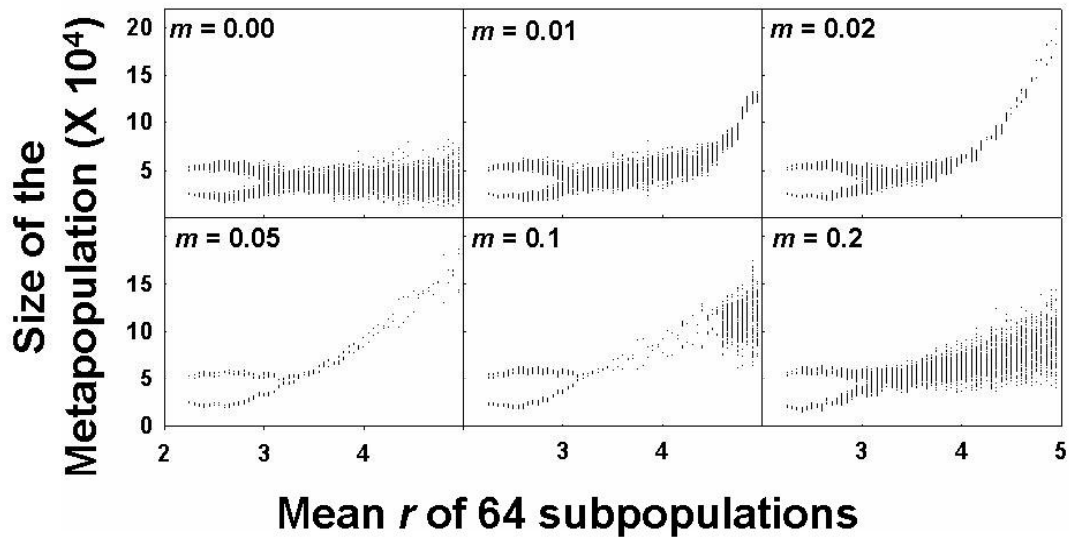 Size of the
Metapopulation (X 10⁴)
20
15
10
5
m = 0.00
m = 0.01
m = 0.02
15
10
5
0
m = 0.05
m = 0.1
m = 0.2
2 3 4 3 4 3 4 5
Mean r of 64 subpopulations